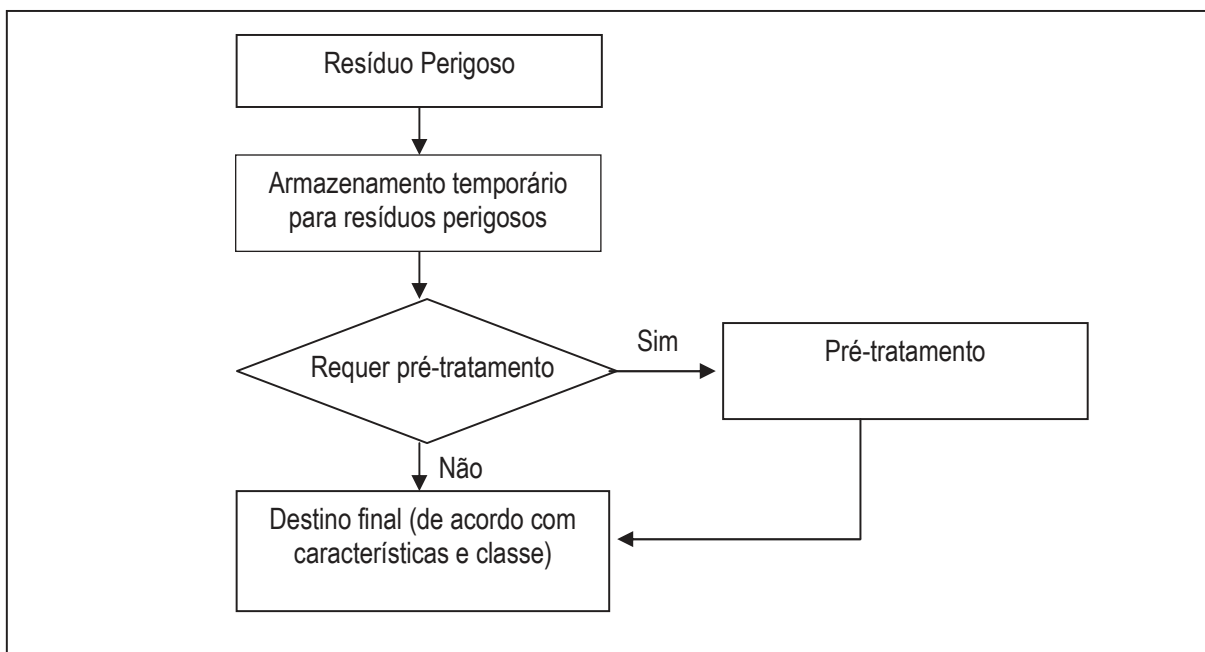 Resíduo Perigoso
Armazenamento temporário
para resíduos perigosos
Requer pré-tratamento
Sim
Pré-tratamento
Não
Destino final (de acordo com
características e classe)